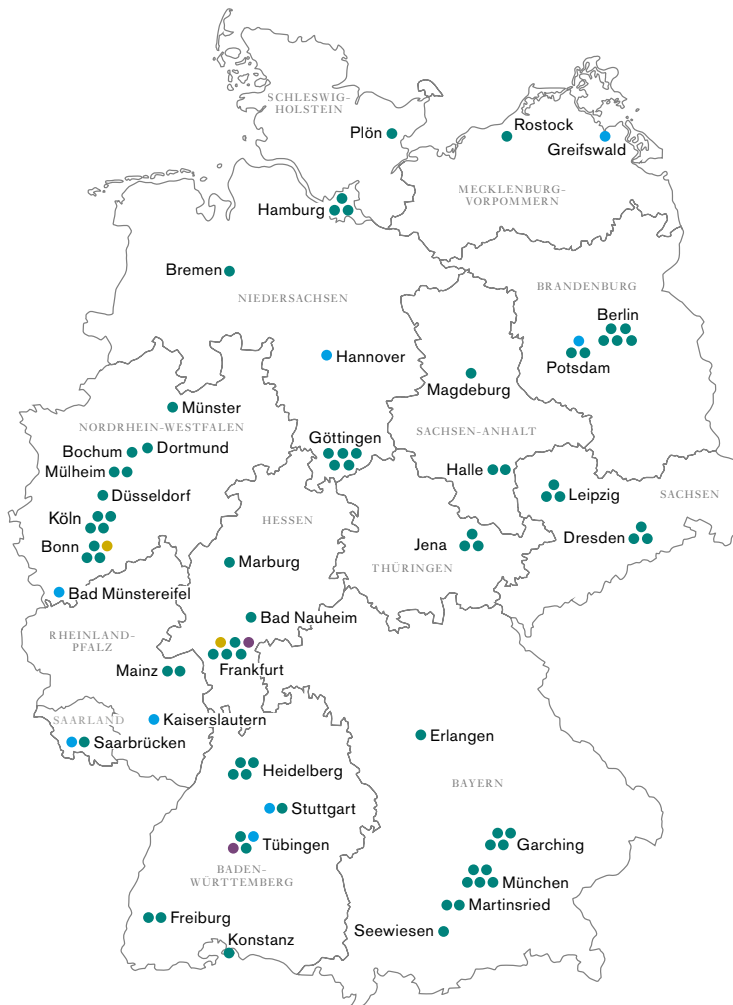 SCHLESWIG-
HOLSTEIN
Plön
Rostock
Greifswald
MECKLENBURG-
VORPOMMERN
Hamburg
Bremen
NIEDERSACHSEN
BRANDENBURG
Berlin
Potsdam
Hannover
Magdeburg
Münster
NORDRHEIN-WESTFALEN
Göttingen
SACHSEN-ANHALT
Bochum
Dortmund
Mülheim
Halle
Düsseldorf
Leipzig
SACHSEN
Köln
HESSEN
Bonn
Jena
Dresden
Marburg
THÜRINGEN
Bad Münstereifel
Bad Nauheim
RHEINLAND-
PFALZ
Mainz
Frankfurt
SAARLAND
Kaiserslautern
Saarbrücken
Erlangen
Heidelberg
BAYERN
Stuttgart
Tübingen
Garching
BADEN-
WÜRTTEMBERG
München
Martinsried
Freiburg
Seewiesen
Konstanz